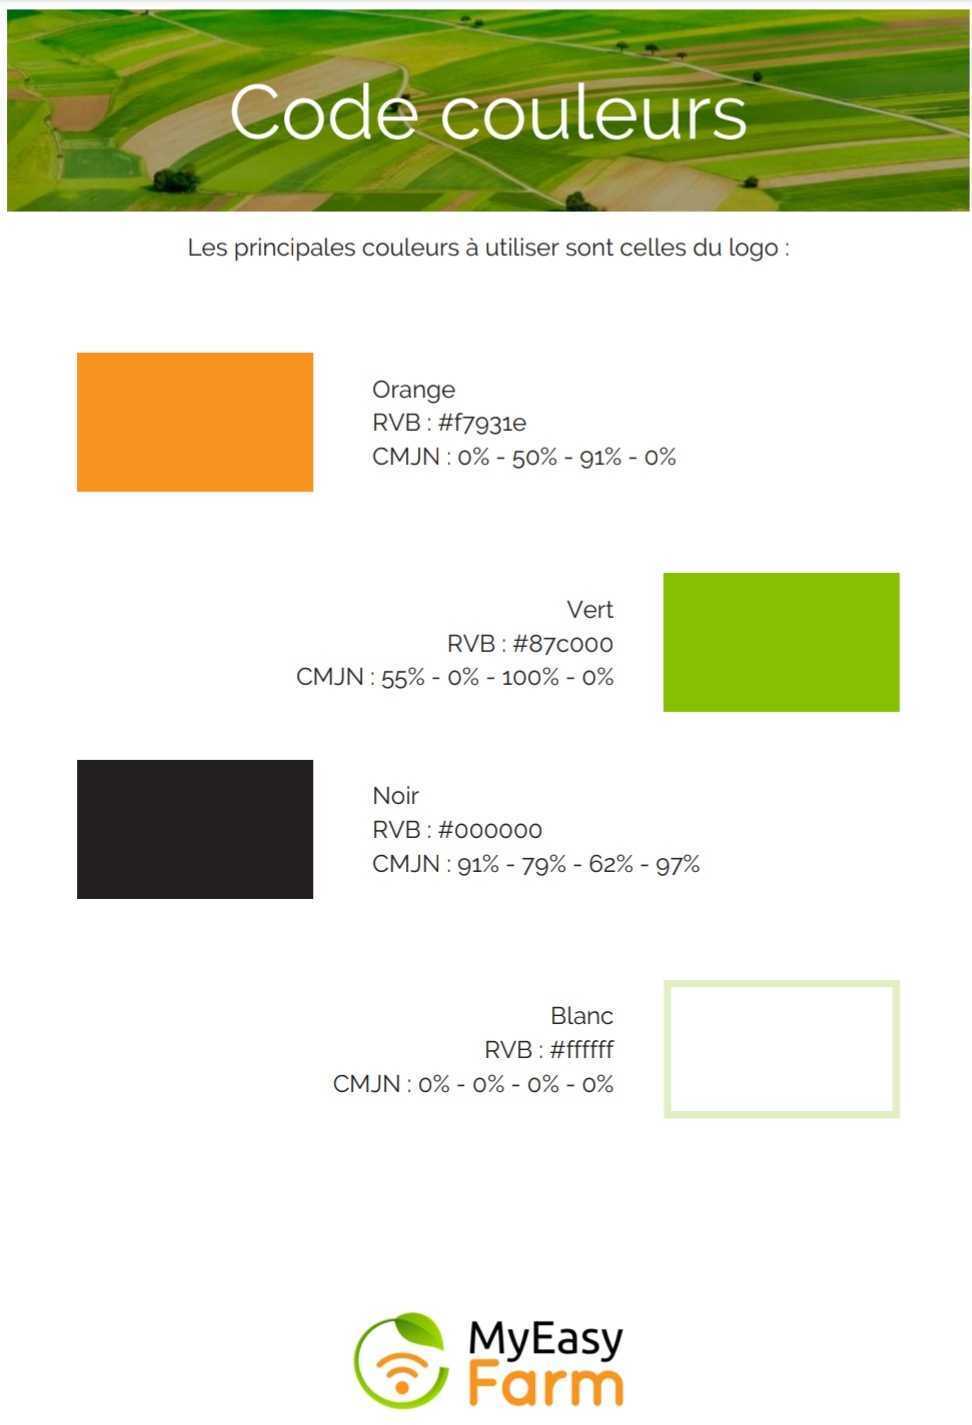 Code couleurs
Les principales couleurs à utiliser sont celles du logo :
Orange
RVB : #f7931e
CMJN : 0% - 50% - 91% - 0%
Vert
RVB : #87c000
CMJN : 55% - 0% - 100% - 0%
Noir
RVB : #000000
CMJN : 91% - 79% - 62% - 97%
Blanc
RVB : #ffffff
CMJN : 0% - 0% - 0% - 0%
MyEasy
Farm